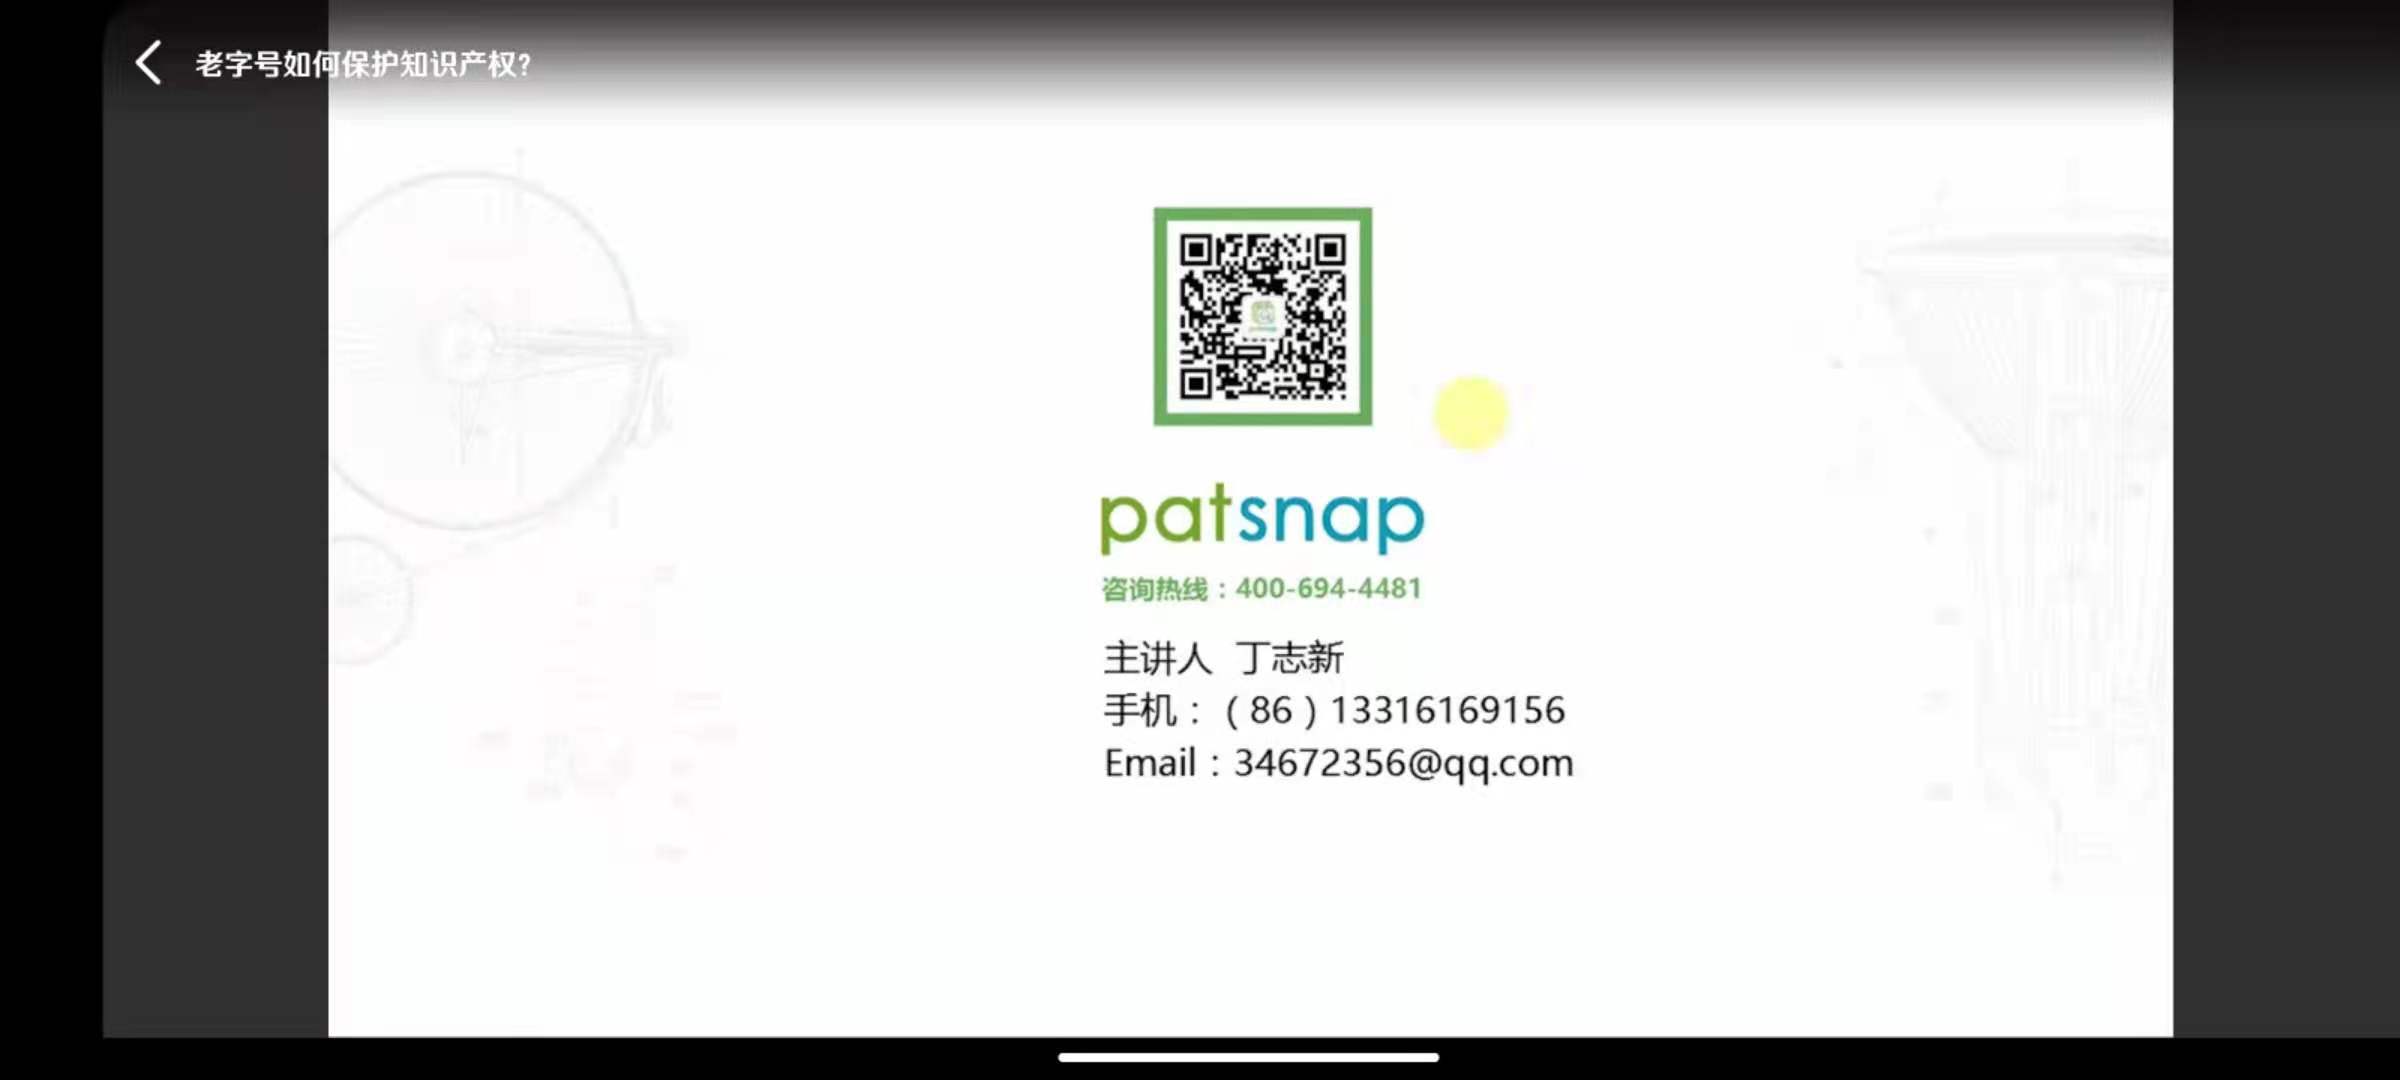 老字号如何保护知识产权?
patsnap
咨询热线：400-694-4481
主讲人 丁志新
手机：（86）13316169156
Email：34672356@qq.com